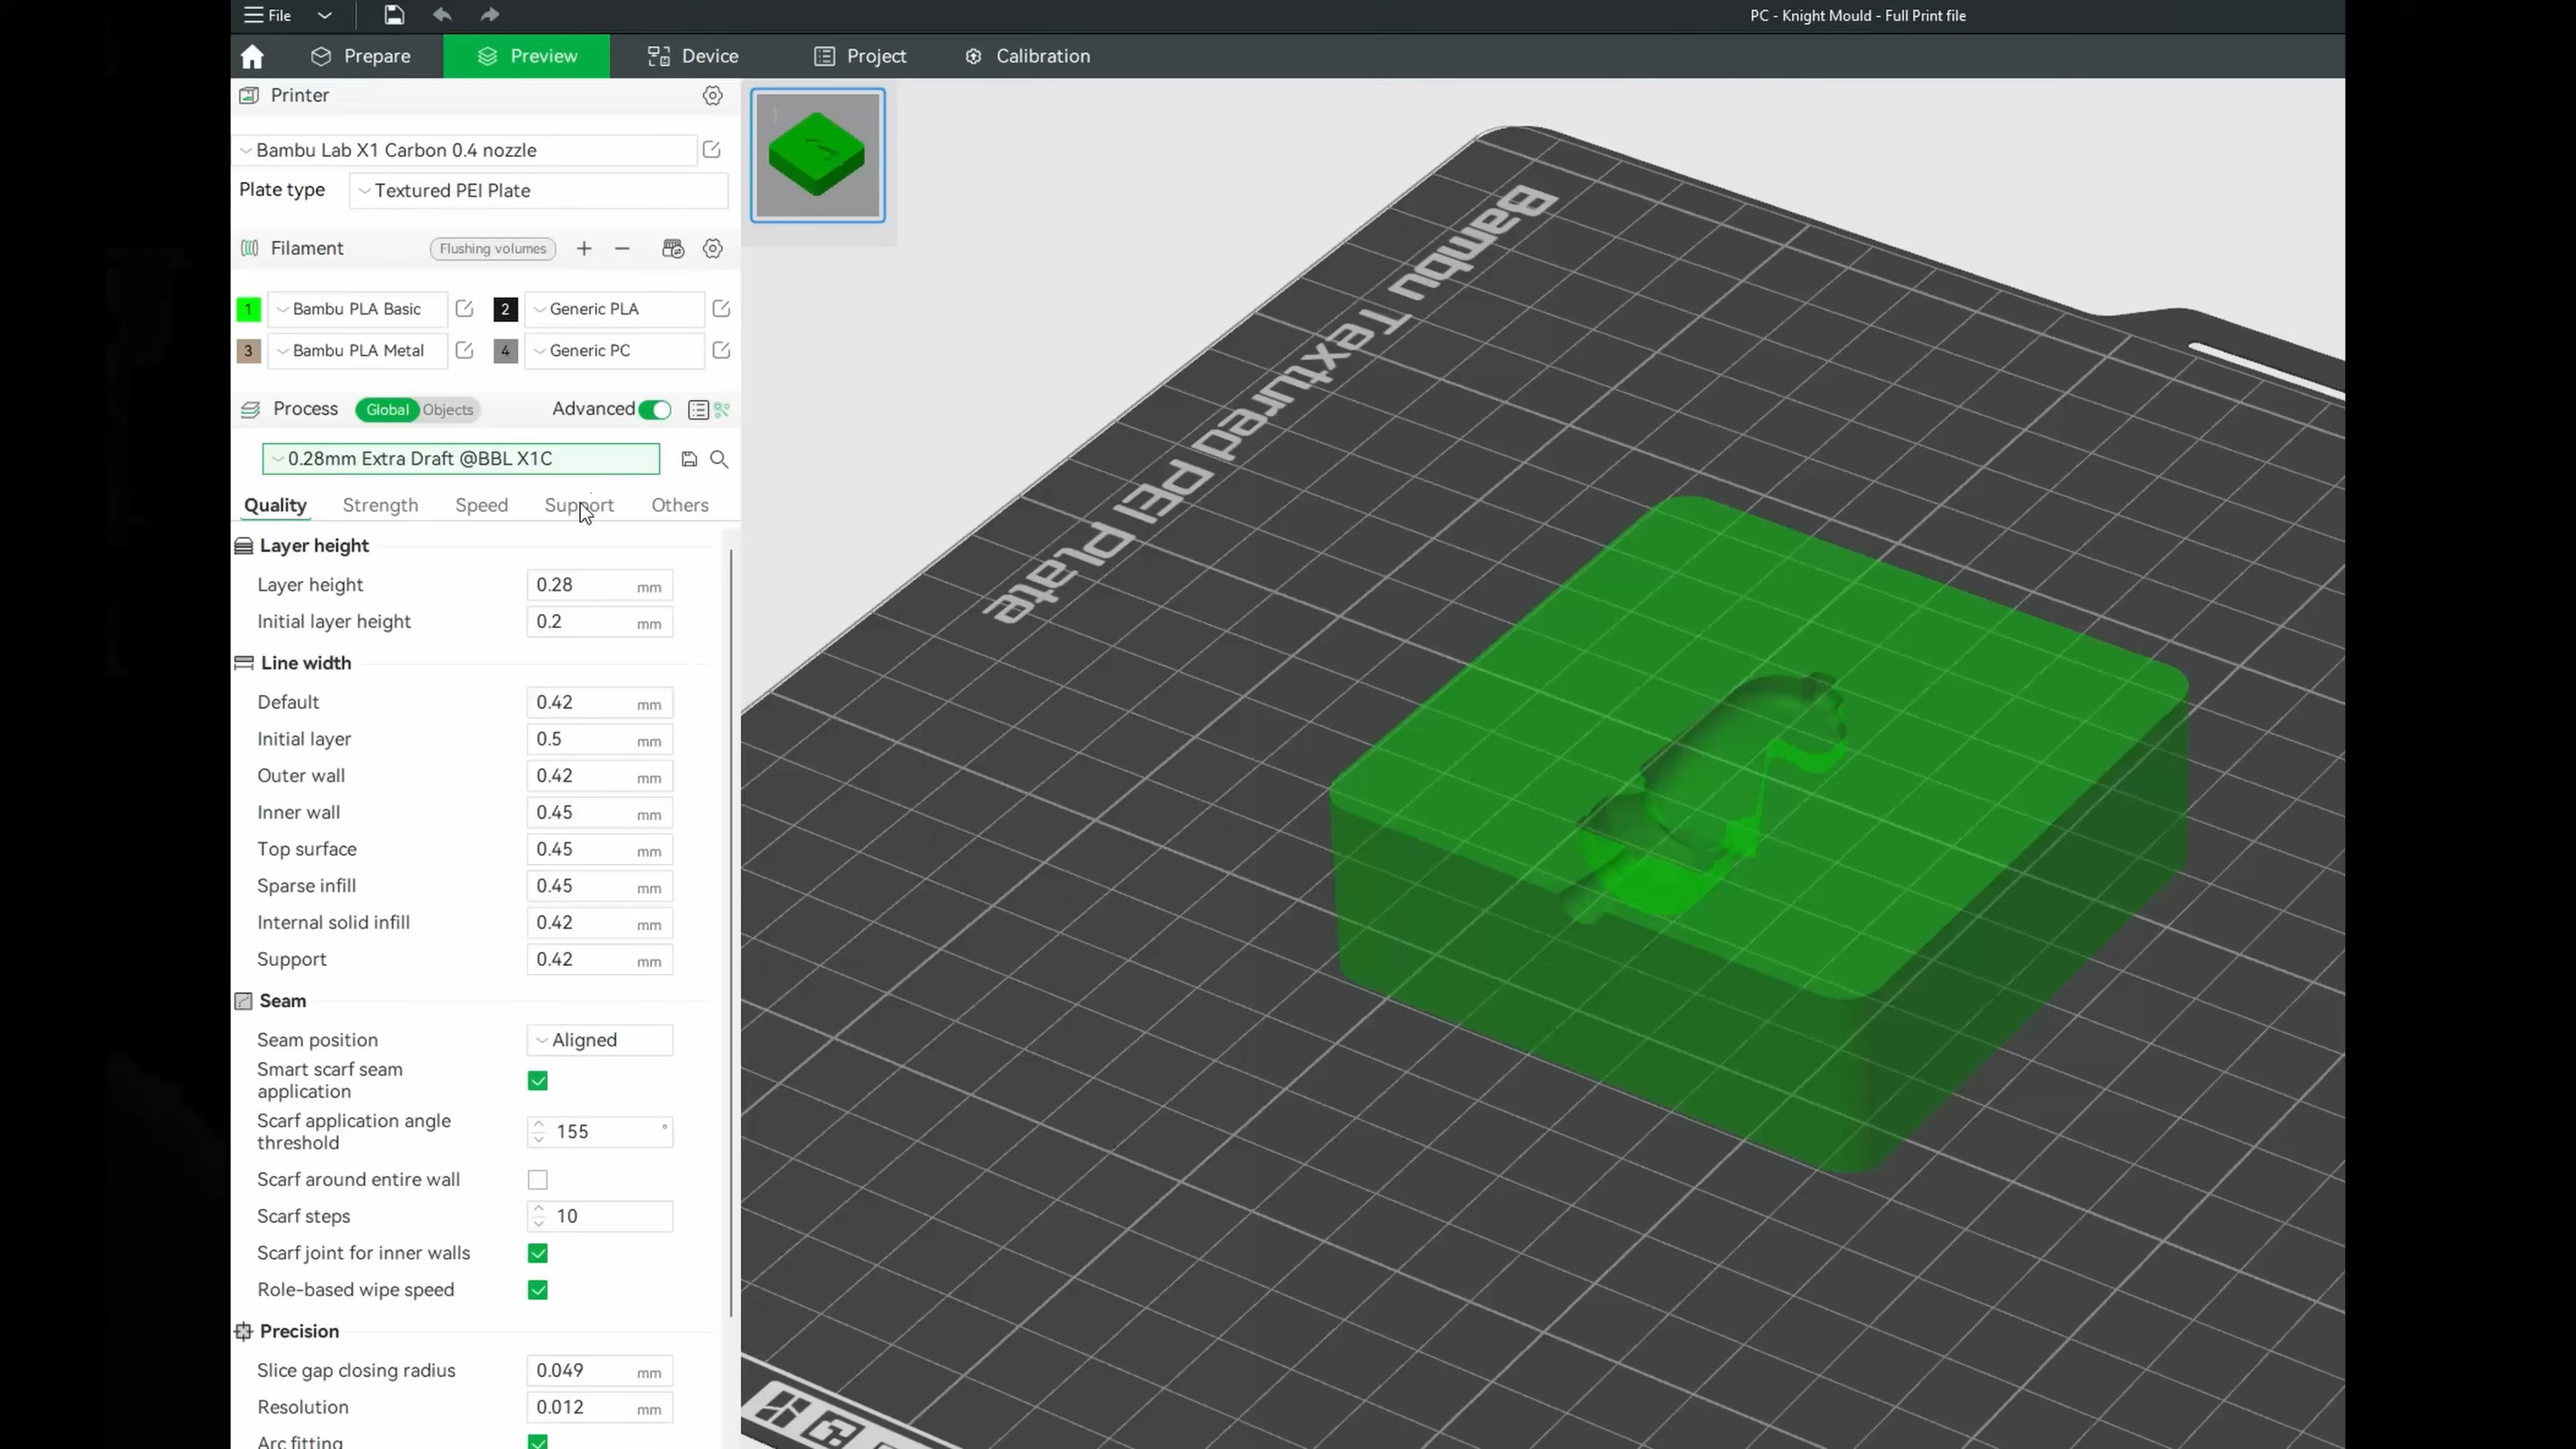 File
PC - Knight Mould - Full Print file
Prepare
Preview
Device
Project
Calibration
Printer
Bambu Lab X1 Carbon 0.4 nozzle
Plate type
Textured PEI Plate
Filament
Flushing volumes
1 Bambu PLA Basic
2 Generic PLA
3 Bambu PLA Metal
4 Generic PC
Process
Global
Objects
Advanced
0.28mm Extra Draft @BBL X1C
Quality
Strength
Speed
Support
Others
Layer height
Layer height 0.28 mm
Initial layer height 0.2 mm
Line width
Default 0.42 mm
Initial layer 0.5 mm
Outer wall 0.42 mm
Inner wall 0.45 mm
Top surface 0.45 mm
Sparse infill 0.45 mm
Internal solid infill 0.42 mm
Support 0.42 mm
Seam
Seam position Aligned
Smart scarf seam
application
Scarf application angle
threshold
155 °
Scarf around entire wall
Scarf steps 10
Scarf joint for inner walls
Role-based wipe speed
Precision
Slice gap closing radius 0.049 mm
Resolution 0.012 mm
Arc fitting
Bambu Textured PEI Plate